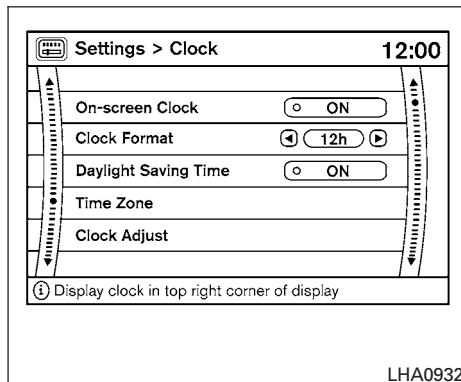 Settings > Clock 12:00
On-screen Clock ON
Clock Format 12h
Daylight Saving Time ON
Time Zone
Clock Adjust
i Display clock in top right corner of display
LHA0932